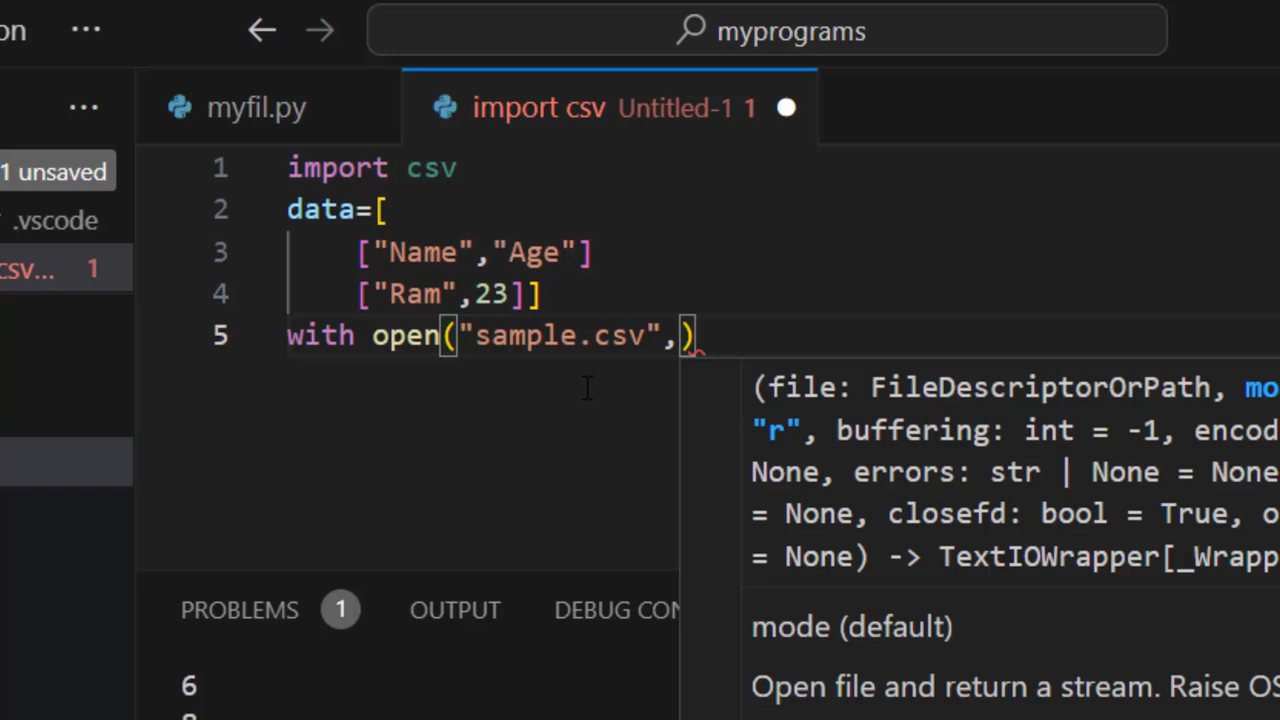 on ... ← → myprograms
... myfil.py import csv Untitled-1 1
1 unsaved
.vscode
csv... 1
1 import csv
2 data=[
3 ["Name","Age"]
4 ["Ram",23]]
5 with open("sample.csv",)
(file: FileDescriptorOrPath, mo
"r", buffering: int = -1, encod
None, errors: str | None = None
= None, closefd: bool = True, o
= None) -> TextIOWrapper[_Wrapp
mode (default)
Open file and return a stream. Raise OS
PROBLEMS 1 OUTPUT DEBUG CON
6